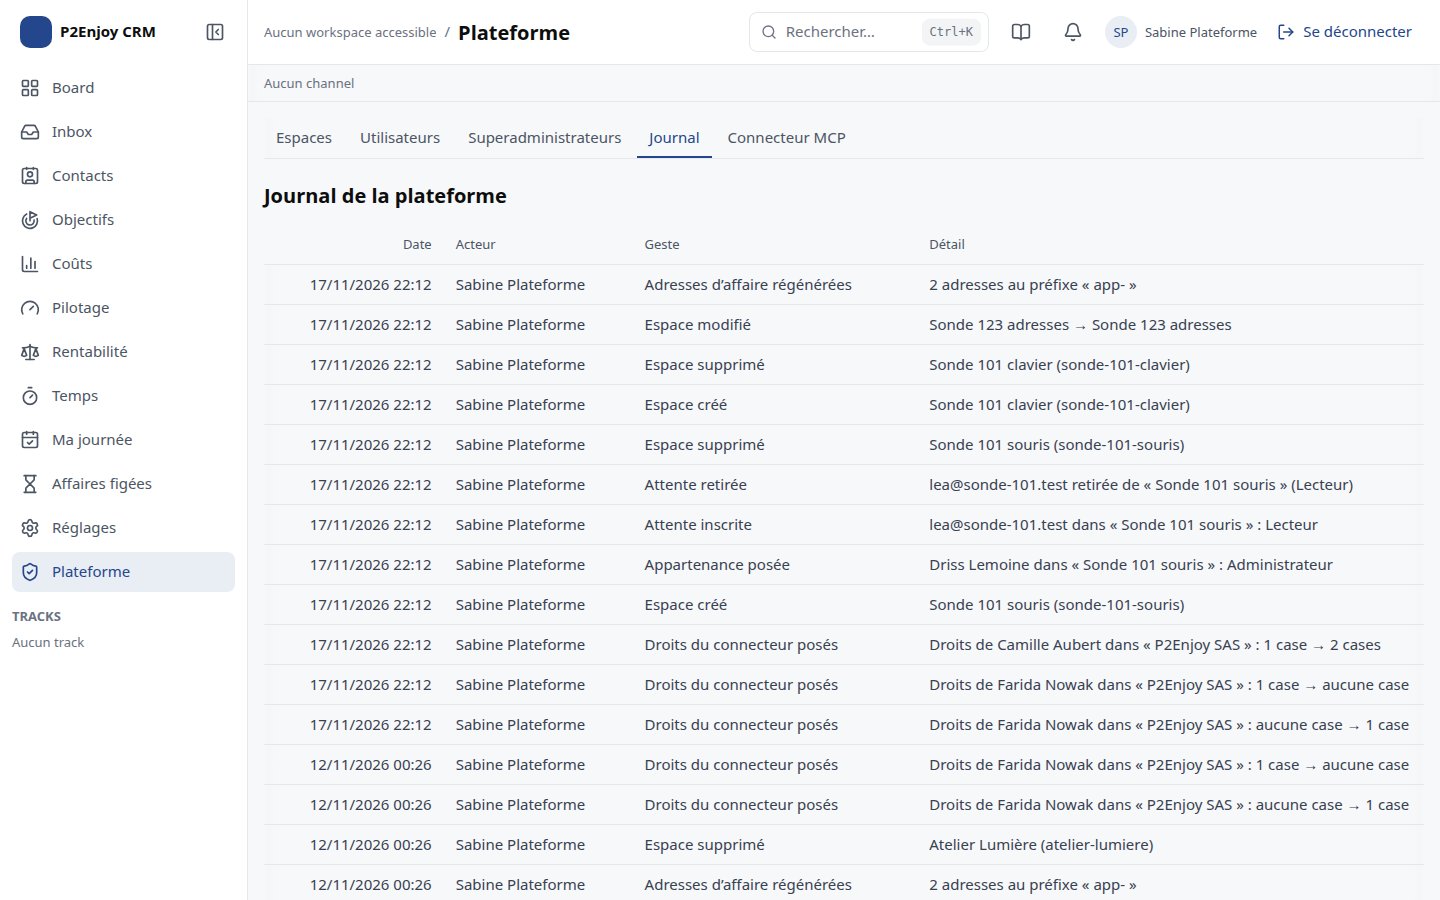 P2Enjoy CRM
Board
Inbox
Contacts
Objectifs
Coûts
Pilotage
Rentabilité
Temps
Ma journée
Affaires figées
Réglages
Plateforme
TRACKS
Aucun track
Aucun workspace accessible / Plateforme
Rechercher... Ctrl+K
SP Sabine Plateforme
Se déconnecter
Aucun channel
Espaces Utilisateurs Superadministrateurs Journal Connecteur MCP
Journal de la plateforme
Date Acteur Geste Détail
17/11/2026 22:12 Sabine Plateforme Adresses d’affaire régénérées 2 adresses au préfixe « app- »
17/11/2026 22:12 Sabine Plateforme Espace modifié Sonde 123 adresses → Sonde 123 adresses
17/11/2026 22:12 Sabine Plateforme Espace supprimé Sonde 101 clavier (sonde-101-clavier)
17/11/2026 22:12 Sabine Plateforme Espace créé Sonde 101 clavier (sonde-101-clavier)
17/11/2026 22:12 Sabine Plateforme Espace supprimé Sonde 101 souris (sonde-101-souris)
17/11/2026 22:12 Sabine Plateforme Attente retirée lea@sonde-101.test retirée de « Sonde 101 souris » (Lecteur)
17/11/2026 22:12 Sabine Plateforme Attente inscrite lea@sonde-101.test dans « Sonde 101 souris » : Lecteur
17/11/2026 22:12 Sabine Plateforme Appartenance posée Driss Lemoine dans « Sonde 101 souris » : Administrateur
17/11/2026 22:12 Sabine Plateforme Espace créé Sonde 101 souris (sonde-101-souris)
17/11/2026 22:12 Sabine Plateforme Droits du connecteur posés Droits de Camille Aubert dans « P2Enjoy SAS » : 1 case → 2 cases
17/11/2026 22:12 Sabine Plateforme Droits du connecteur posés Droits de Farida Nowak dans « P2Enjoy SAS » : 1 case → aucune case
17/11/2026 22:12 Sabine Plateforme Droits du connecteur posés Droits de Farida Nowak dans « P2Enjoy SAS » : aucune case → 1 case
12/11/2026 00:26 Sabine Plateforme Droits du connecteur posés Droits de Farida Nowak dans « P2Enjoy SAS » : 1 case → aucune case
12/11/2026 00:26 Sabine Plateforme Droits du connecteur posés Droits de Farida Nowak dans « P2Enjoy SAS » : aucune case → 1 case
12/11/2026 00:26 Sabine Plateforme Espace supprimé Atelier Lumière (atelier-lumiere)
12/11/2026 00:26 Sabine Plateforme Adresses d’affaire régénérées 2 adresses au préfixe « app- »